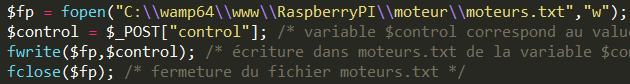 $fp = fopen("C:\\wamp64\\www\\RaspberryPI\\moteur\\moteurs.txt","w");
$control = $_POST["control"]; /* variable $control correspond au value
fwrite($fp,$control); /* écriture dans moteurs.txt de la variable $con
fclose($fp); /* fermeture du fichier moteurs.txt */